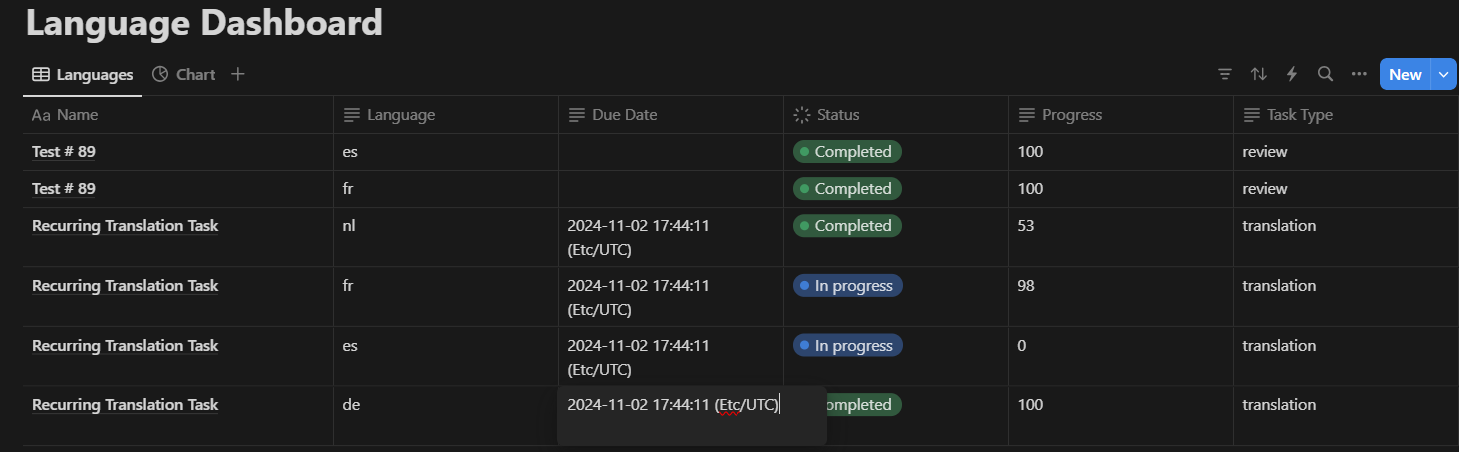 Language Dashboard
Languages Chart
New
Aa Name Language Due Date Status Progress Task Type
Test # 89 es Completed 100 review
Test # 89 fr Completed 100 review
Recurring Translation Task nl 2024-11-02 17:44:11 Completed 53 translation
(Etc/UTC)
Recurring Translation Task fr 2024-11-02 17:44:11 In progress 98 translation
(Etc/UTC)
Recurring Translation Task es 2024-11-02 17:44:11 In progress 0 translation
(Etc/UTC)
Recurring Translation Task de 2024-11-02 17:44:11 (Etc/UTC) ompleted 100 translation